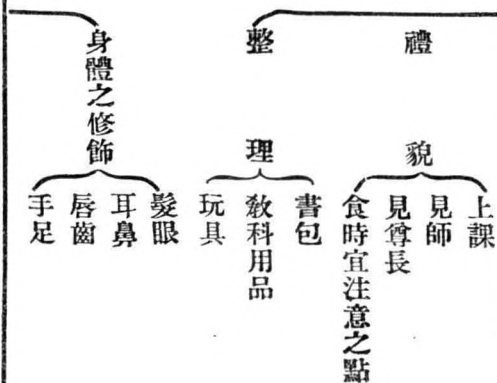 禮貌
上課
見師
見尊長
食時宜注意之點
整理
書包
敎科用品
玩具
身體之修飾
髮眼
耳鼻
唇齒
手足